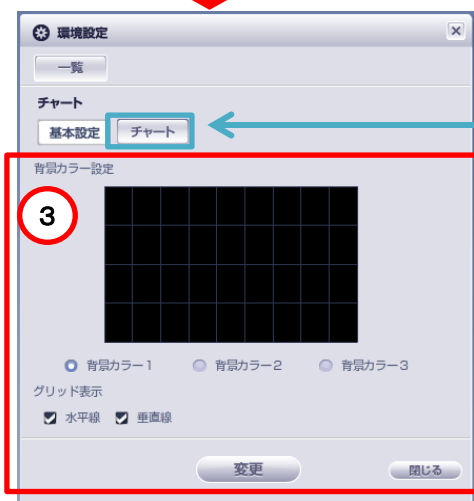 環境設定
一覧
チャート
基本設定 チャート
背景カラー設定
3
背景カラー1 背景カラー2 背景カラー3
グリッド表示
水平線 垂直線
変更 閉じる